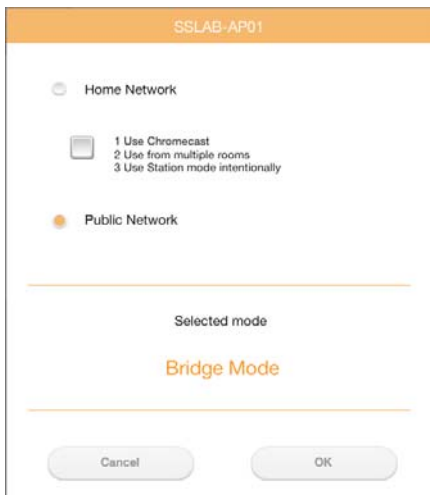 SSLAB-AP01
Home Network
1 Use Chromecast
2 Use from multiple rooms
3 Use Station mode intentionally
Public Network
Selected mode
Bridge Mode
Cancel OK